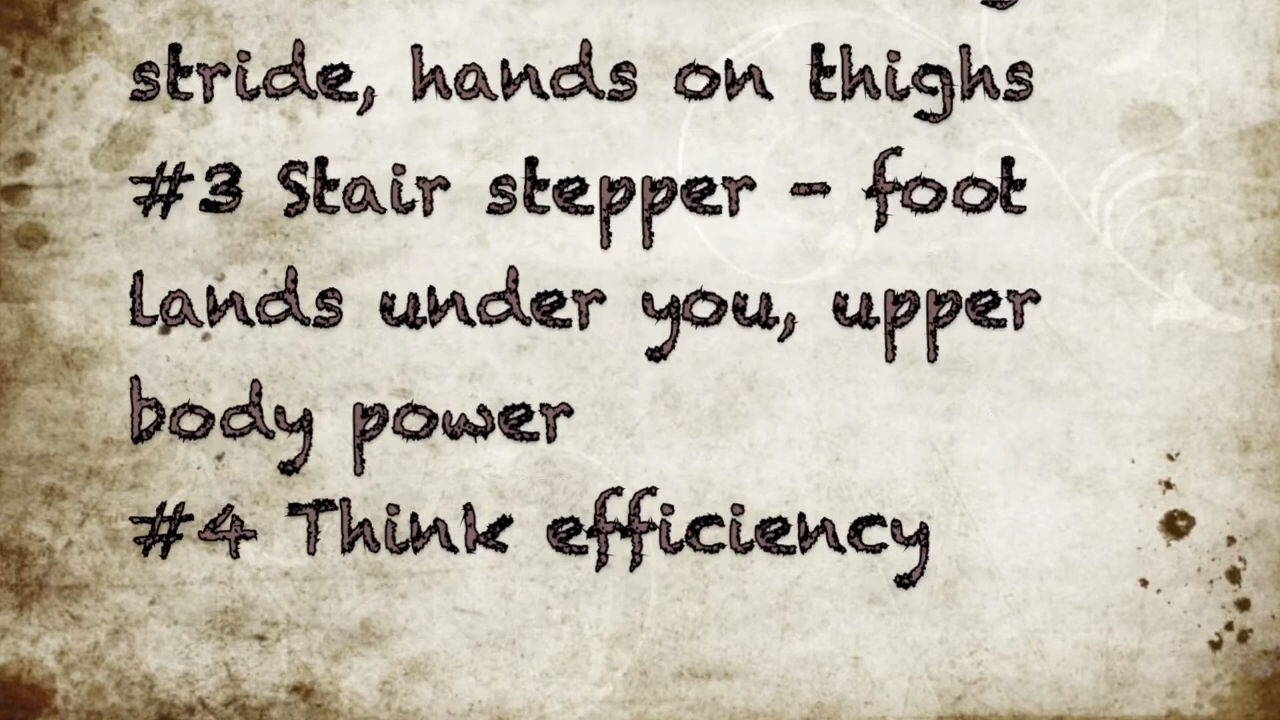 stride, hands on thighs
#3 Stair stepper - foot
lands under you, upper
body power
#4 Think efficiency